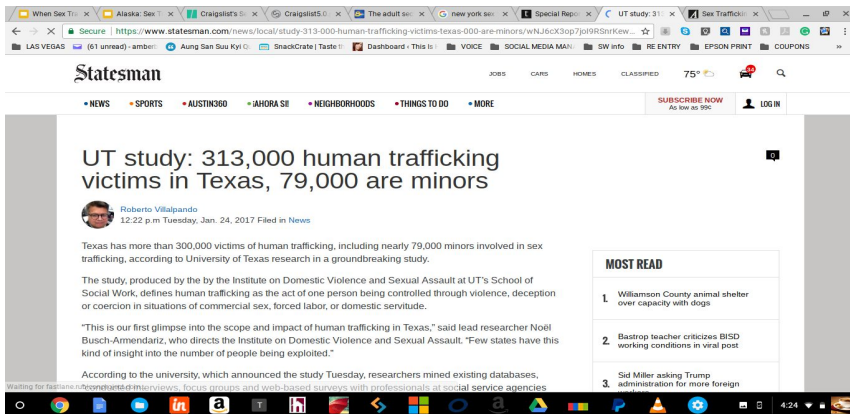 When Sex Tra
Alaska: Sex T
Craigslist's S
Craigslist5.0
The adult sec
new york sex
Special Repo
UT study: 313
Sex Traffick
Secure https://www.statesman.com/news/local/study-313-000-human-trafficking-victims-texas-000-are-minors/
LAS VEGAS (61 unread) - ambert Aung San Suu Kyi SnackCrate | Taste th Dashboard ‹ This Is VOICE SOCIAL MEDIA MAN SW info RE ENTRY EPSON PRINT COUPONS »
Statesman JOBS CARS HOMES CLASSIFIED 75°
NEWS SPORTS AUSTIN360 ¡AHORA SI! NEIGHBORHOODS THINGS TO DO MORE SUBSCRIBE NOW LOG IN
As low as 99¢
UT study: 313,000 human trafficking
victims in Texas, 79,000 are minors
0
Roberto Villalpando
12:22 p.m Tuesday, Jan. 24, 2017 Filed in News
Texas has more than 300,000 victims of human trafficking, including nearly 79,000 minors involved in sex
trafficking, according to University of Texas research in a groundbreaking study.
The study, produced by the by the Institute on Domestic Violence and Sexual Assault at UT's School of
Social Work, defines human trafficking as the act of one person being controlled through violence, deception
or coercion in situations of commercial sex, forced labor, or domestic servitude.
“This is our first glimpse into the scope and impact of human trafficking in Texas,” said lead researcher Noël
Busch-Armendariz, who directs the Institute on Domestic Violence and Sexual Assault. “Few states have this
kind of insight into the number of people being exploited.”
According to the university, which announced the study Tuesday, researchers mined existing databases,
conducted interviews, focus groups and web-based surveys with professionals at social service agencies
MOST READ
1. Williamson County animal shelter
over capacity with dogs
2. Bastrop teacher criticizes BISD
working conditions in viral post
3. Sid Miller asking Trump
administration for more foreign
4:24